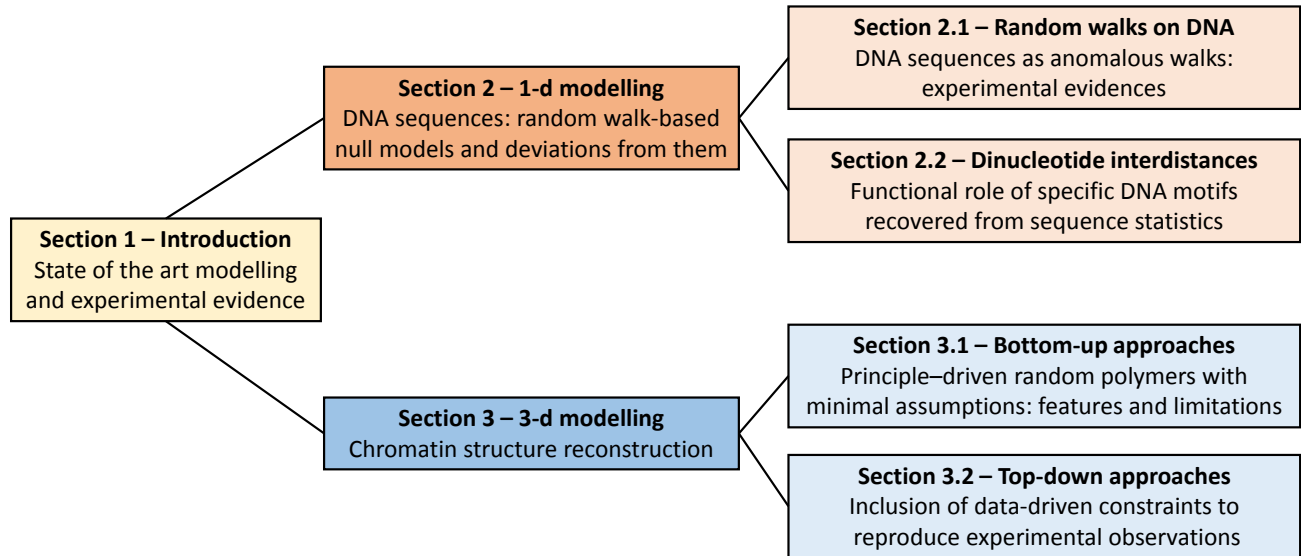 Section 1 – Introduction
State of the art modelling
and experimental evidence
Section 2 – 1-d modelling
DNA sequences: random walk-based
null models and deviations from them
Section 2.1 – Random walks on DNA
DNA sequences as anomalous walks:
experimental evidences
Section 2.2 – Dinucleotide interdistances
Functional role of specific DNA motifs
recovered from sequence statistics
Section 3 – 3-d modelling
Chromatin structure reconstruction
Section 3.1 – Bottom-up approaches
Principle–driven random polymers with
minimal assumptions: features and limitations
Section 3.2 – Top-down approaches
Inclusion of data-driven constraints to
reproduce experimental observations